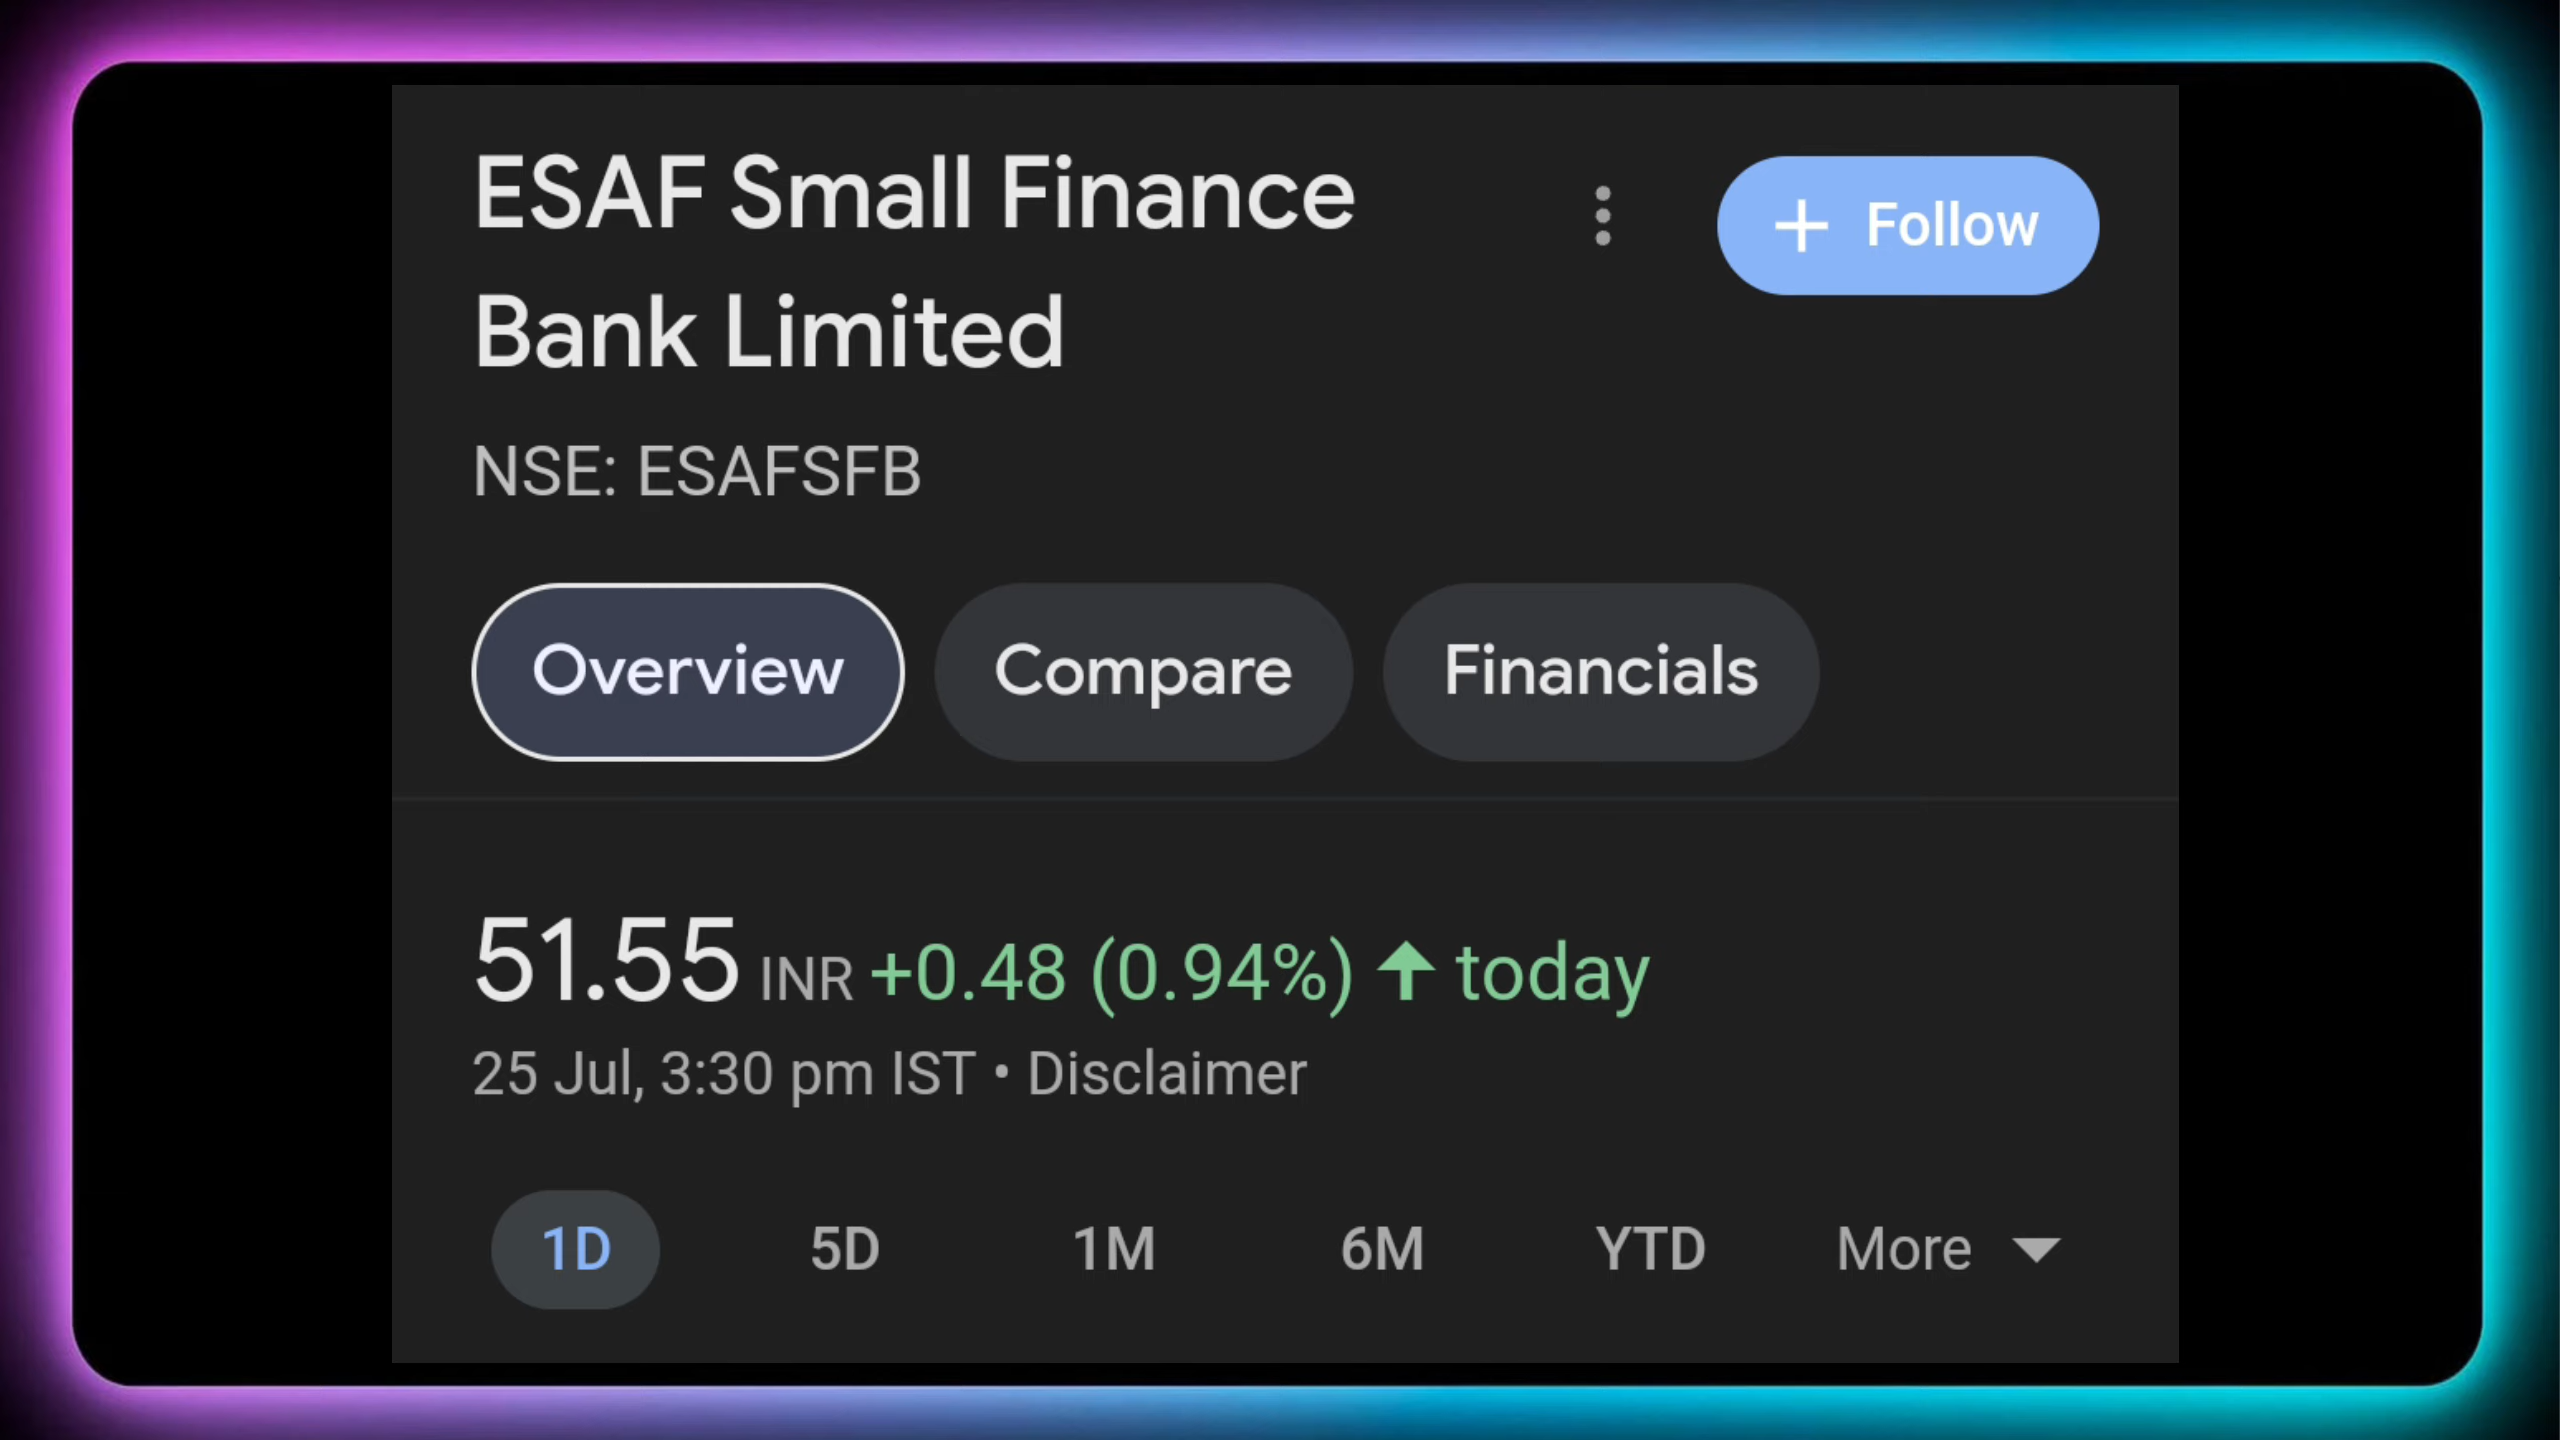 ESAF Small Finance
Bank Limited
+ Follow
NSE: ESAFSFB
Overview
Compare
Financials
51.55 INR +0.48 (0.94%) ↑ today
25 Jul, 3:30 pm IST • Disclaimer
1D
5D
1M
6M
YTD
More